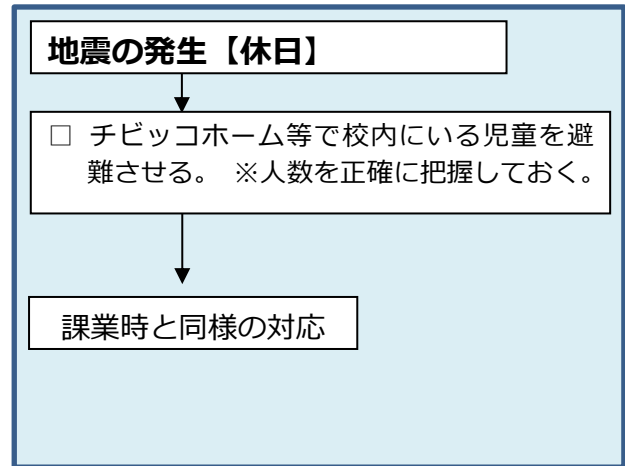 地震の発生【休日】
□ チビッコホーム等で校内にいる児童を避
難させる。 ※人数を正確に把握しておく。
課業時と同様の対応